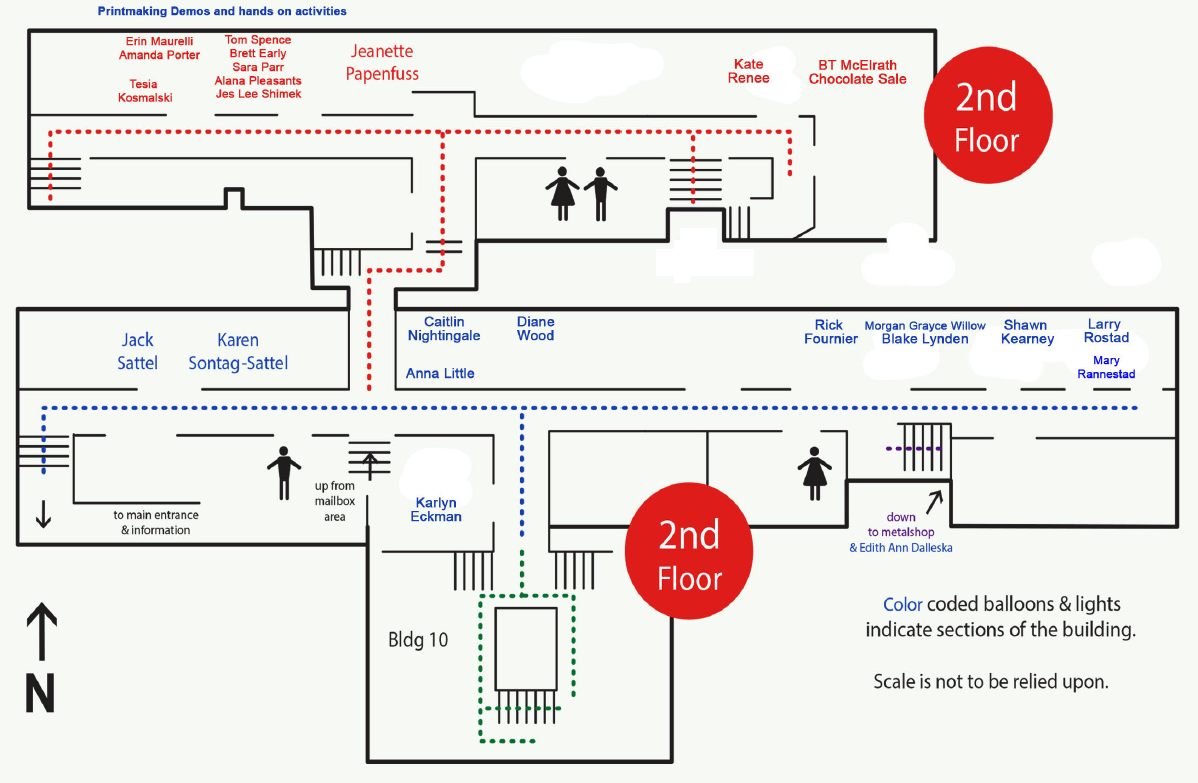 Printmaking Demos and hands on activities
Erin Maurelli
Amanda Porter
Tesia
Kosmalski
Tom Spence
Brett Early
Sara Parr
Alana Pleasants
Jes Lee Shimek
Jeanette
Papenfuss
Kate
Renee
BT McElrath
Chocolate Sale
2nd
Floor
Jack
Sattel
Karen
Sontag-Sattel
Caitlin
Nightingale
Anna Little
Diane
Wood
Rick
Fournier
Morgan Grayce Willow
Blake Lynden
Shawn
Kearney
Larry
Rostad
Mary
Rannestad
to main entrance
& information
up from
mailbox
area
Karlyn
Eckman
2nd
Floor
down
to metalshop
& Edith Ann Dalleska
Bldg 10
N
Color coded balloons & lights
indicate sections of the building.
Scale is not to be relied upon.